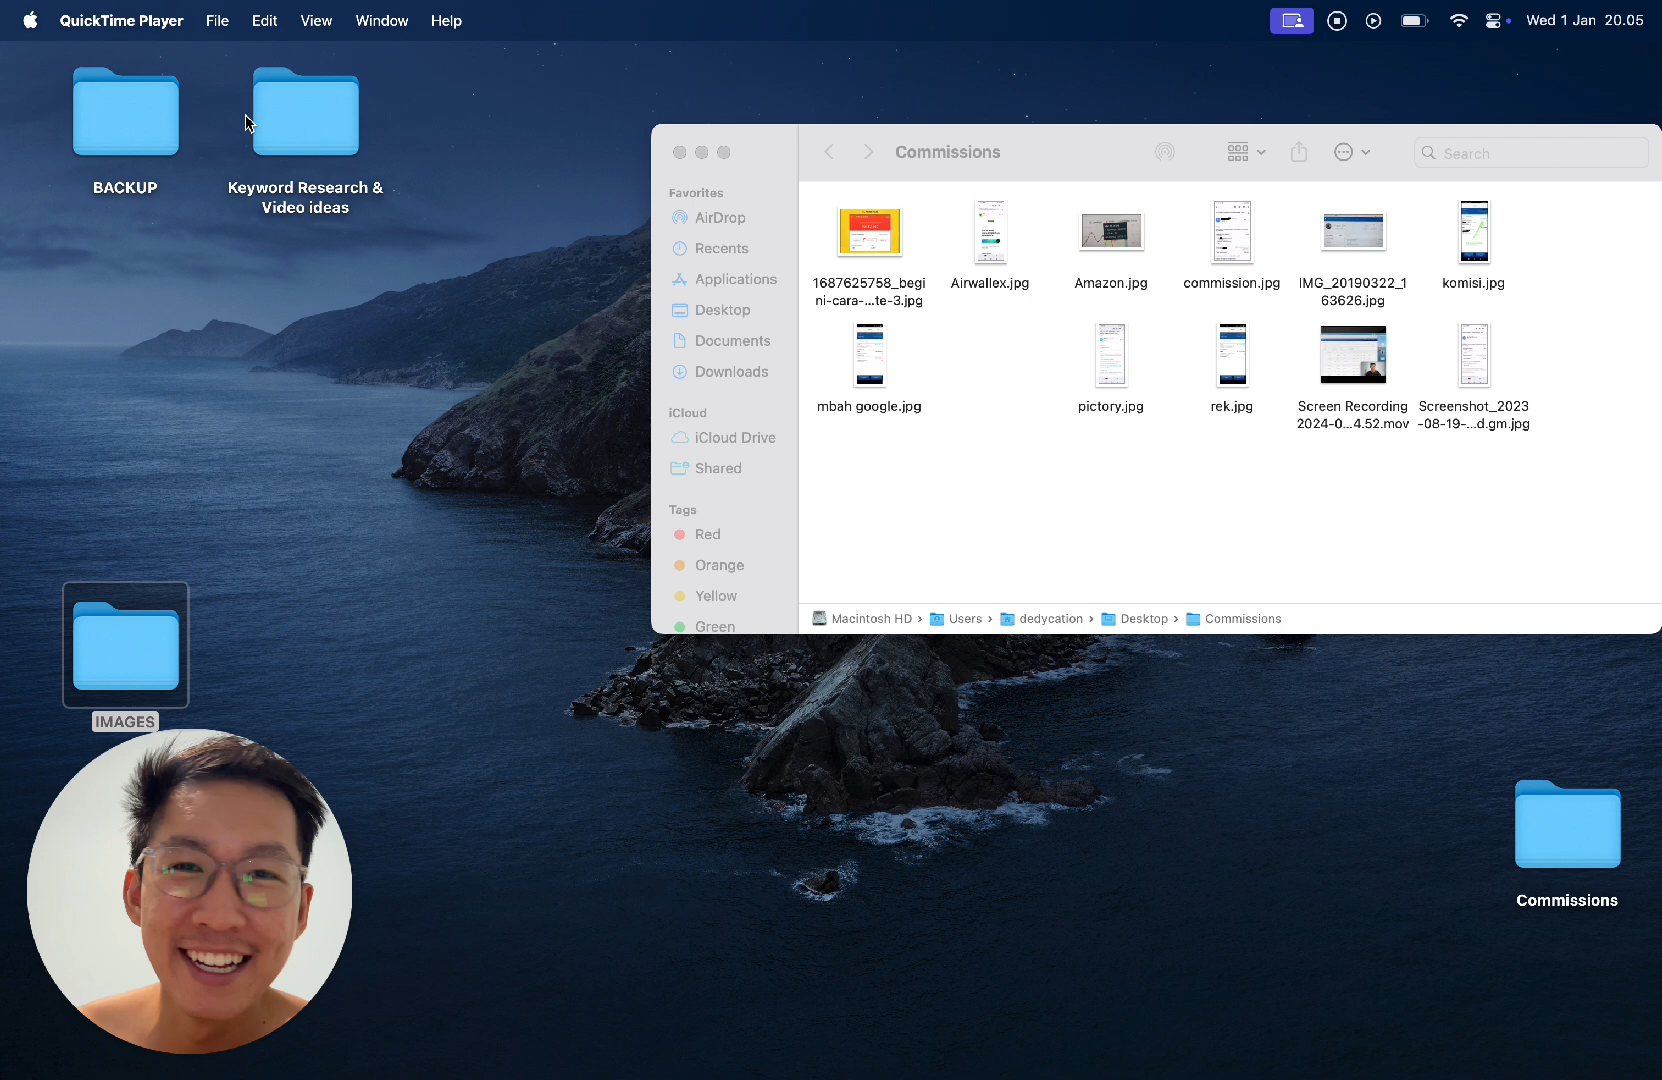 QuickTime Player File Edit View Window Help Wed 1 Jan 20.05
BACKUP
Keyword Research &
Video ideas
Commissions
Search
Favorites
AirDrop
Recents
Applications
Desktop
Documents
Downloads
iCloud
iCloud Drive
Shared
Tags
Red
Orange
Yellow
Green
1687625758_begi
ni-cara-...te-3.jpg
Airwallex.jpg
Amazon.jpg
commission.jpg
IMG_20190322_1
63626.jpg
komisi.jpg
mbah google.jpg
pictory.jpg
rek.jpg
Screen Recording
2024-0...4.52.mov
Screenshot_2023
-08-19-...d.gm.jpg
Macintosh HD › Users › dedycation › Desktop › Commissions
IMAGES
Commissions